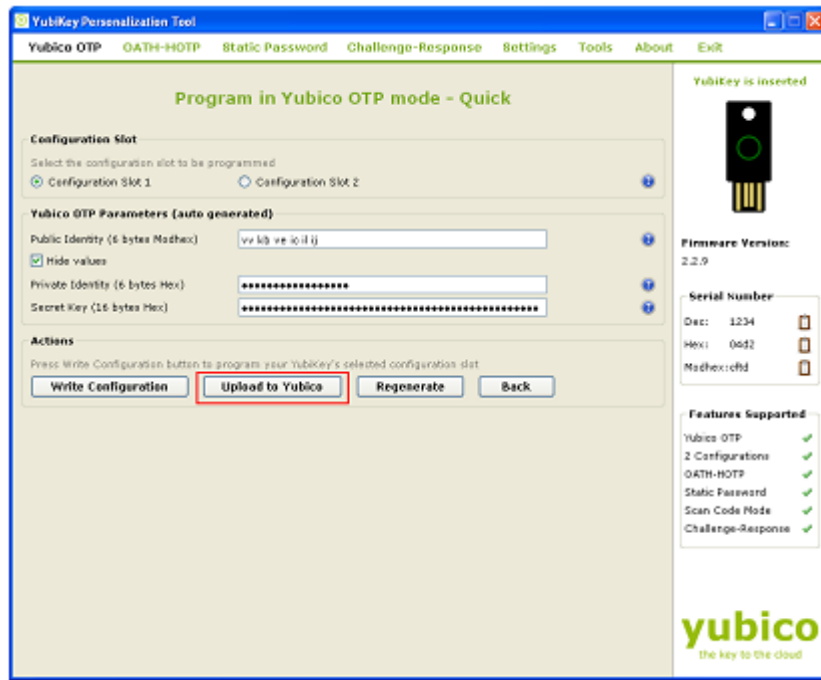 YubiKey Personalization Tool
Yubico OTP OATH-HOTP Static Password Challenge-Response Settings Tools About Exit
Program in Yubico OTP mode - Quick
Configuration Slot
Select the configuration slot to be programmed
Configuration Slot 1 Configuration Slot 2
Yubico OTP Parameters (auto generated)
Public Identity (6 bytes Modhex)
Hide values
Private Identity (6 bytes Hex)
Secret Key (16 bytes Hex)
Actions
Press Write Configuration button to program your YubiKey's selected configuration slot
Write Configuration Upload to Yubico Regenerate Back
YubiKey is inserted
Firmware Version:
2.2.9
Serial Number
Dec: 1234
Hex: 04d2
Modhex: cftd
Features Supported
Yubico OTP
2 Configurations
OATH-HOTP
Static Password
Scan Code Mode
Challenge-Response
yubico
the key to the cloud